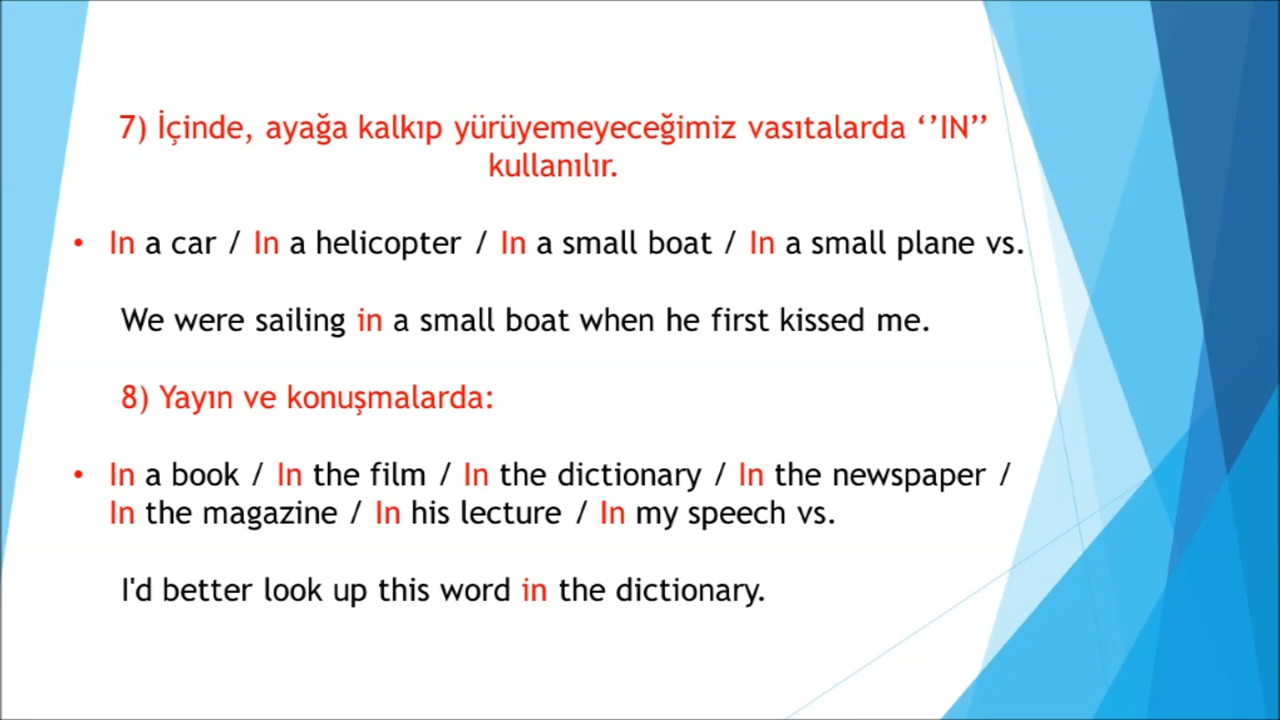 7) İçinde, ayağa kalkıp yürüyemeyeceğimiz vasıtalarda ‘’IN’’
kullanılır.
• In a car / In a helicopter / In a small boat / In a small plane vs.
We were sailing in a small boat when he first kissed me.
8) Yayın ve konuşmalarda:
• In a book / In the film / In the dictionary / In the newspaper /
In the magazine / In his lecture / In my speech vs.
I'd better look up this word in the dictionary.